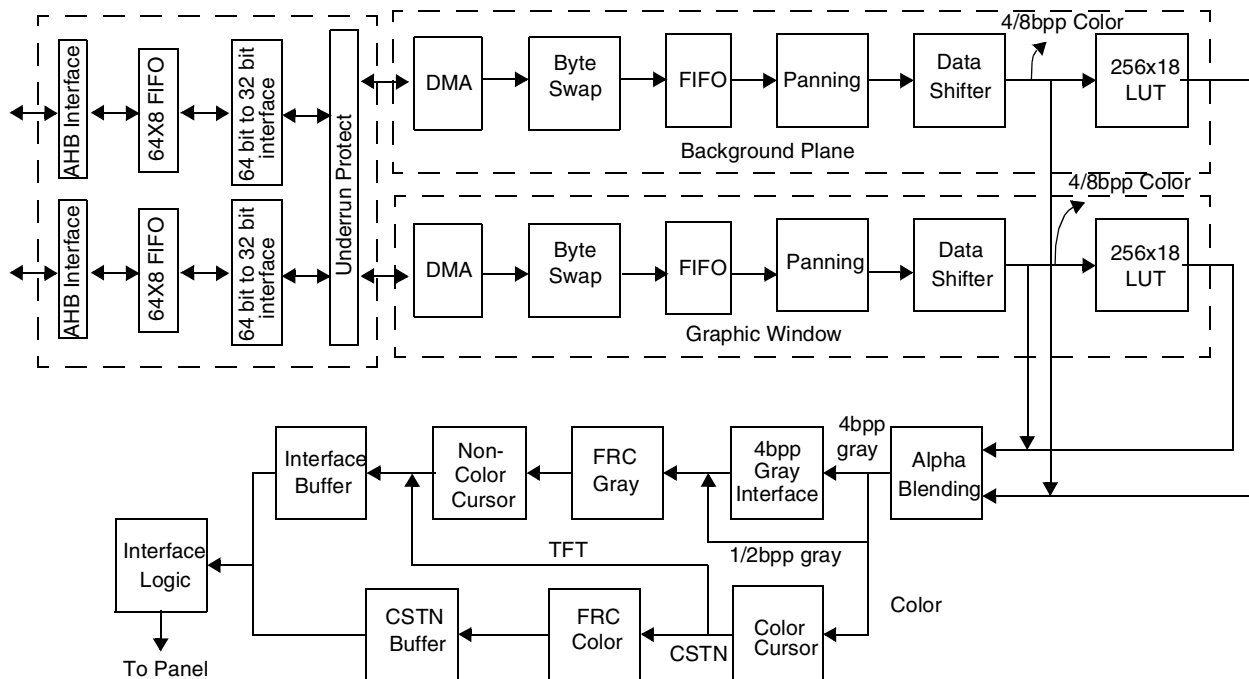 4/8bpp Color
AHB Interface
64X8 FIFO
64 bit to 32 bit
interface
Underrun Protect
DMA
Byte
Swap
FIFO
Panning
Data
Shifter
256x18
LUT
Background Plane
4/8bpp Color
AHB Interface
64X8 FIFO
64 bit to 32 bit
interface
DMA
Byte
Swap
FIFO
Panning
Data
Shifter
256x18
LUT
Graphic Window
Interface
Buffer
Non-
Color
Cursor
FRC
Gray
4bpp
Gray
Interface
4bpp
gray
Alpha
Blending
Interface
Logic
TFT
1/2bpp gray
To Panel
CSTN
Buffer
FRC
Color
CSTN
Color
Cursor
Color